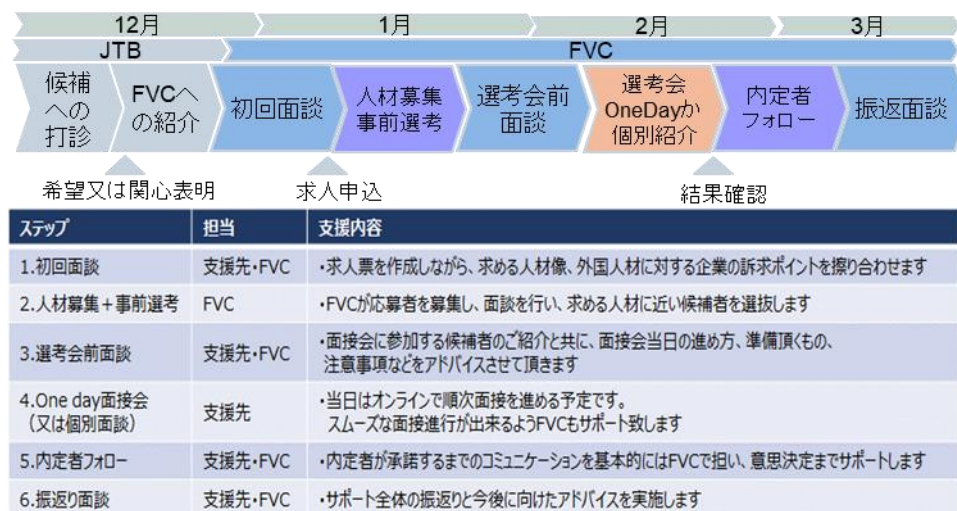 12月
1月
2月
3月
JTB
FVC
候補
への
打診
FVCへ
の紹介
初回面談
人材募集
事前選考
選考会前
面談
選考会
OneDayか
個別紹介
内定者
フォロー
振返面談
希望又は関心表明
求人申込
結果確認
ステップ 担当 支援内容
1.初回面談 支援先・FVC ・求人票を作成しながら、求める人材像、外国人材に対する企業の訴求ポイントを擦り合わせます
2.人材募集+事前選考 FVC ・FVCが応募者を募集し、面談を行い、求める人材に近い候補者を選抜します
3.選考会前面談 支援先・FVC ・面接会に参加する候補者のご紹介と共に、面接会当日の進め方、準備頂くもの、
注意事項などをアドバイスさせて頂きます
4.One day面接会
(又は個別面談) 支援先 ・当日はオンラインで順次面接を進める予定です。
スムーズな面接進行が出来るようFVCもサポート致します
5.内定者フォロー 支援先・FVC ・内定者が承諾するまでのコミュニケーションを基本的にはFVCで担い、意思決定までサポートします
6.振返り面談 支援先・FVC ・サポート全体の振返りと今後に向けたアドバイスを実施します